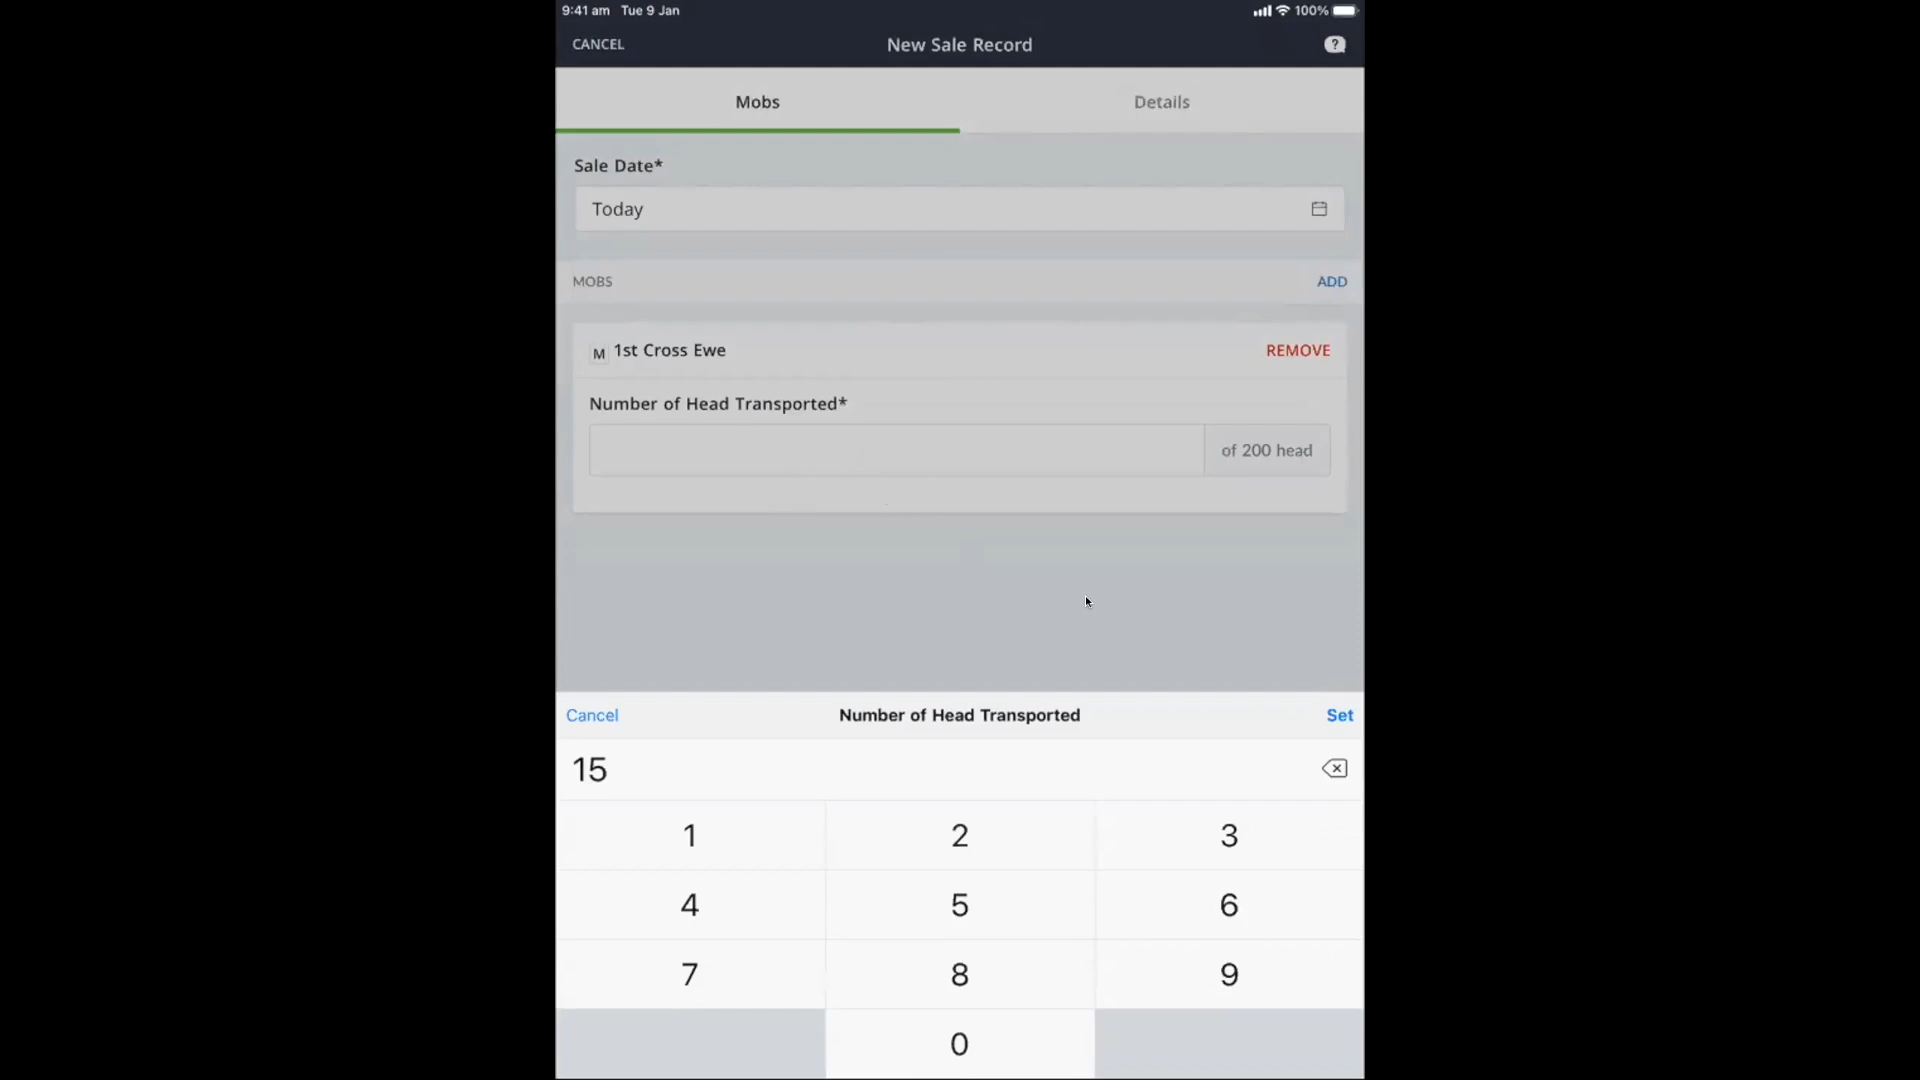 9:41 am Tue 9 Jan 100%
CANCEL New Sale Record ?
Mobs Details
Sale Date*
Today
MOBS ADD
M 1st Cross Ewe REMOVE
Number of Head Transported*
of 200 head
Cancel Number of Head Transported Set
15
1 2 3
4 5 6
7 8 9
0